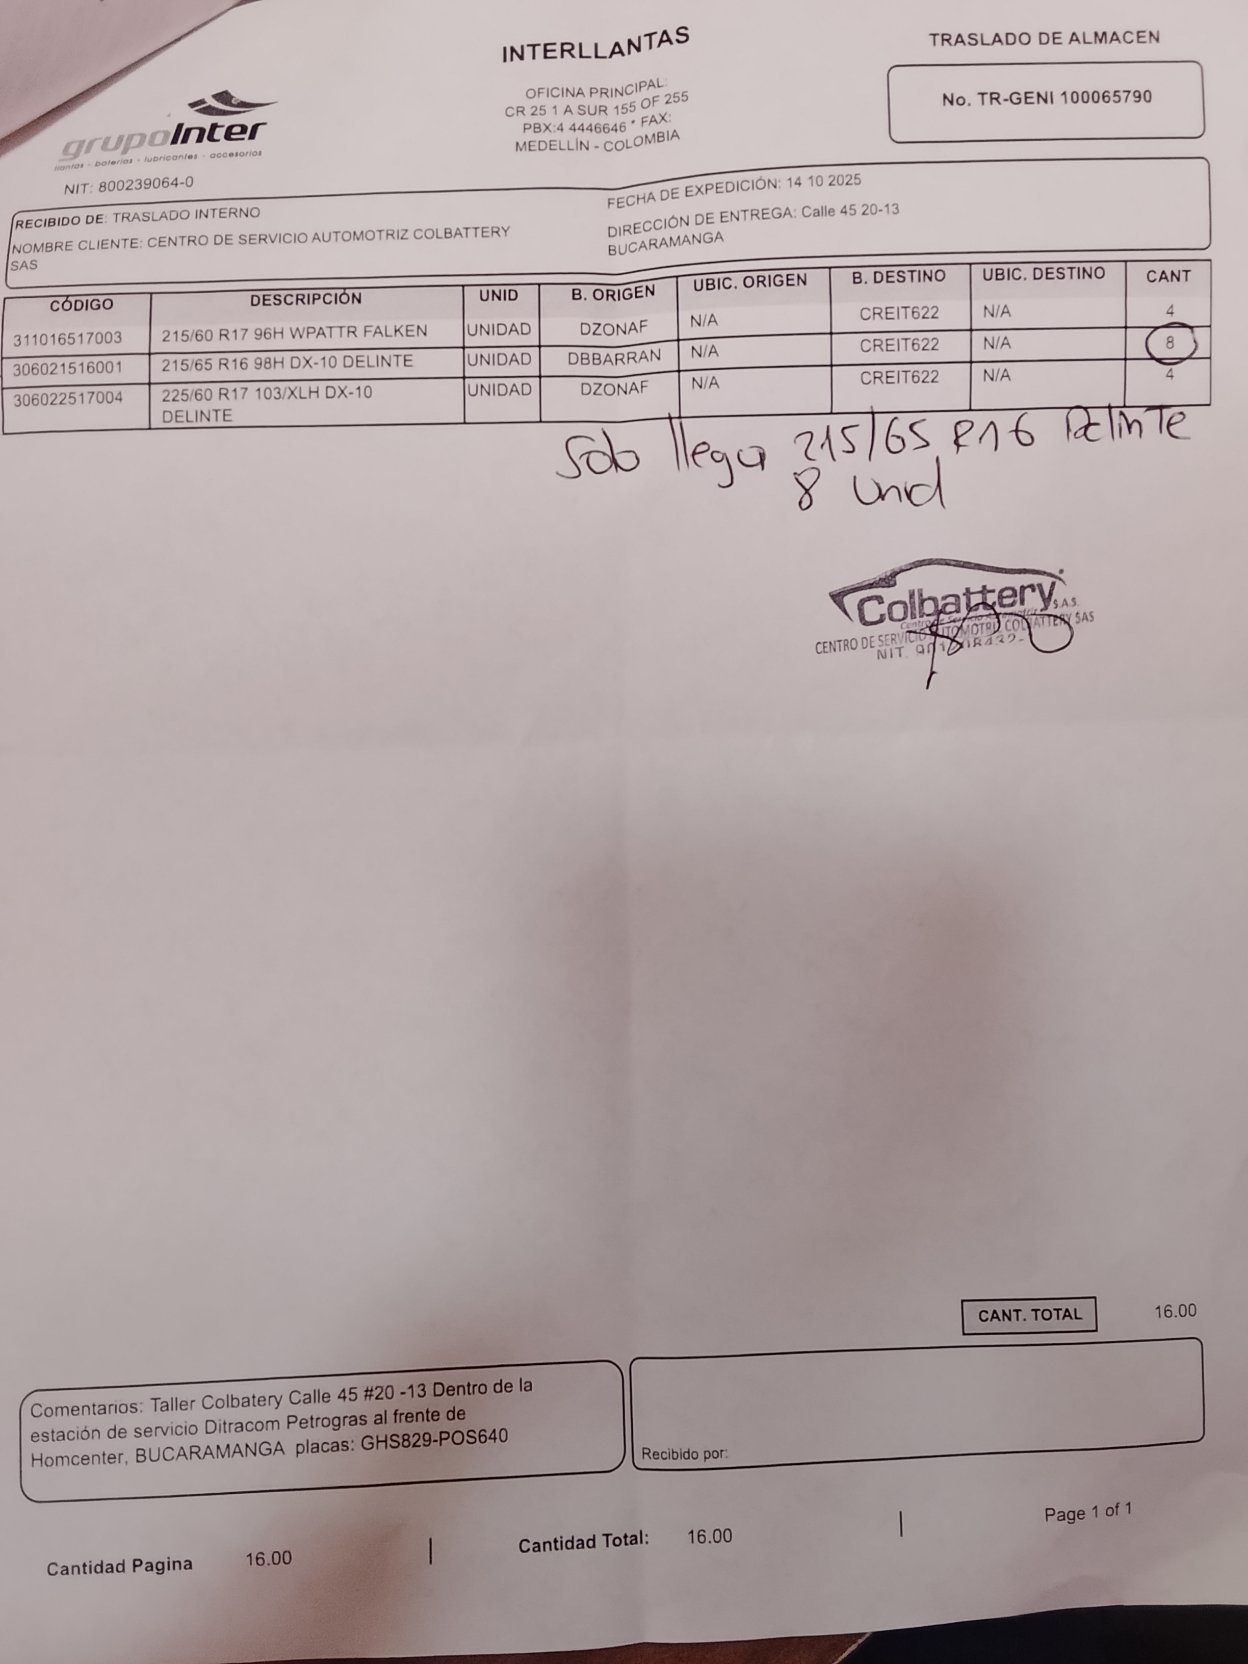 INTERLLANTAS
TRASLADO DE ALMACEN
OFICINA PRINCIPAL:
CR 25 1 A SUR 155 OF 255
PBX:4 4446646 * FAX:
MEDELLÍN - COLOMBIA
No. TR-GENI 100065790
grupoInter
llantas - baterías - lubricantes - accesorios
NIT: 800239064-0
RECIBIDO DE: TRASLADO INTERNO
NOMBRE CLIENTE: CENTRO DE SERVICIO AUTOMOTRIZ COLBATTERY
SAS
FECHA DE EXPEDICIÓN: 14 10 2025
DIRECCIÓN DE ENTREGA: Calle 45 20-13
BUCARAMANGA
CÓDIGO DESCRIPCIÓN UNID B. ORIGEN UBIC. ORIGEN B. DESTINO UBIC. DESTINO CANT
311016517003 215/60 R17 96H WPATTR FALKEN UNIDAD DZONAF N/A CREIT622 N/A 4
306021516001 215/65 R16 98H DX-10 DELINTE UNIDAD DBBARRAN N/A CREIT622 N/A 8
306022517004 225/60 R17 103/XLH DX-10 UNIDAD DZONAF N/A CREIT622 N/A 4
DELINTE
Solo llega 215/65 R16 Delinte
8 Unid
Colbattery S.A.S.
CENTRO DE SERVICIO AUTOMOTRIZ COLBATTERY SAS
NIT.
CANT. TOTAL 16.00
Comentarios: Taller Colbatery Calle 45 #20 -13 Dentro de la
estación de servicio Ditracom Petrogras al frente de
Homcenter, BUCARAMANGA placas: GHS829-POS640
Recibido por:
Cantidad Pagina 16.00 | Cantidad Total: 16.00 | Page 1 of 1